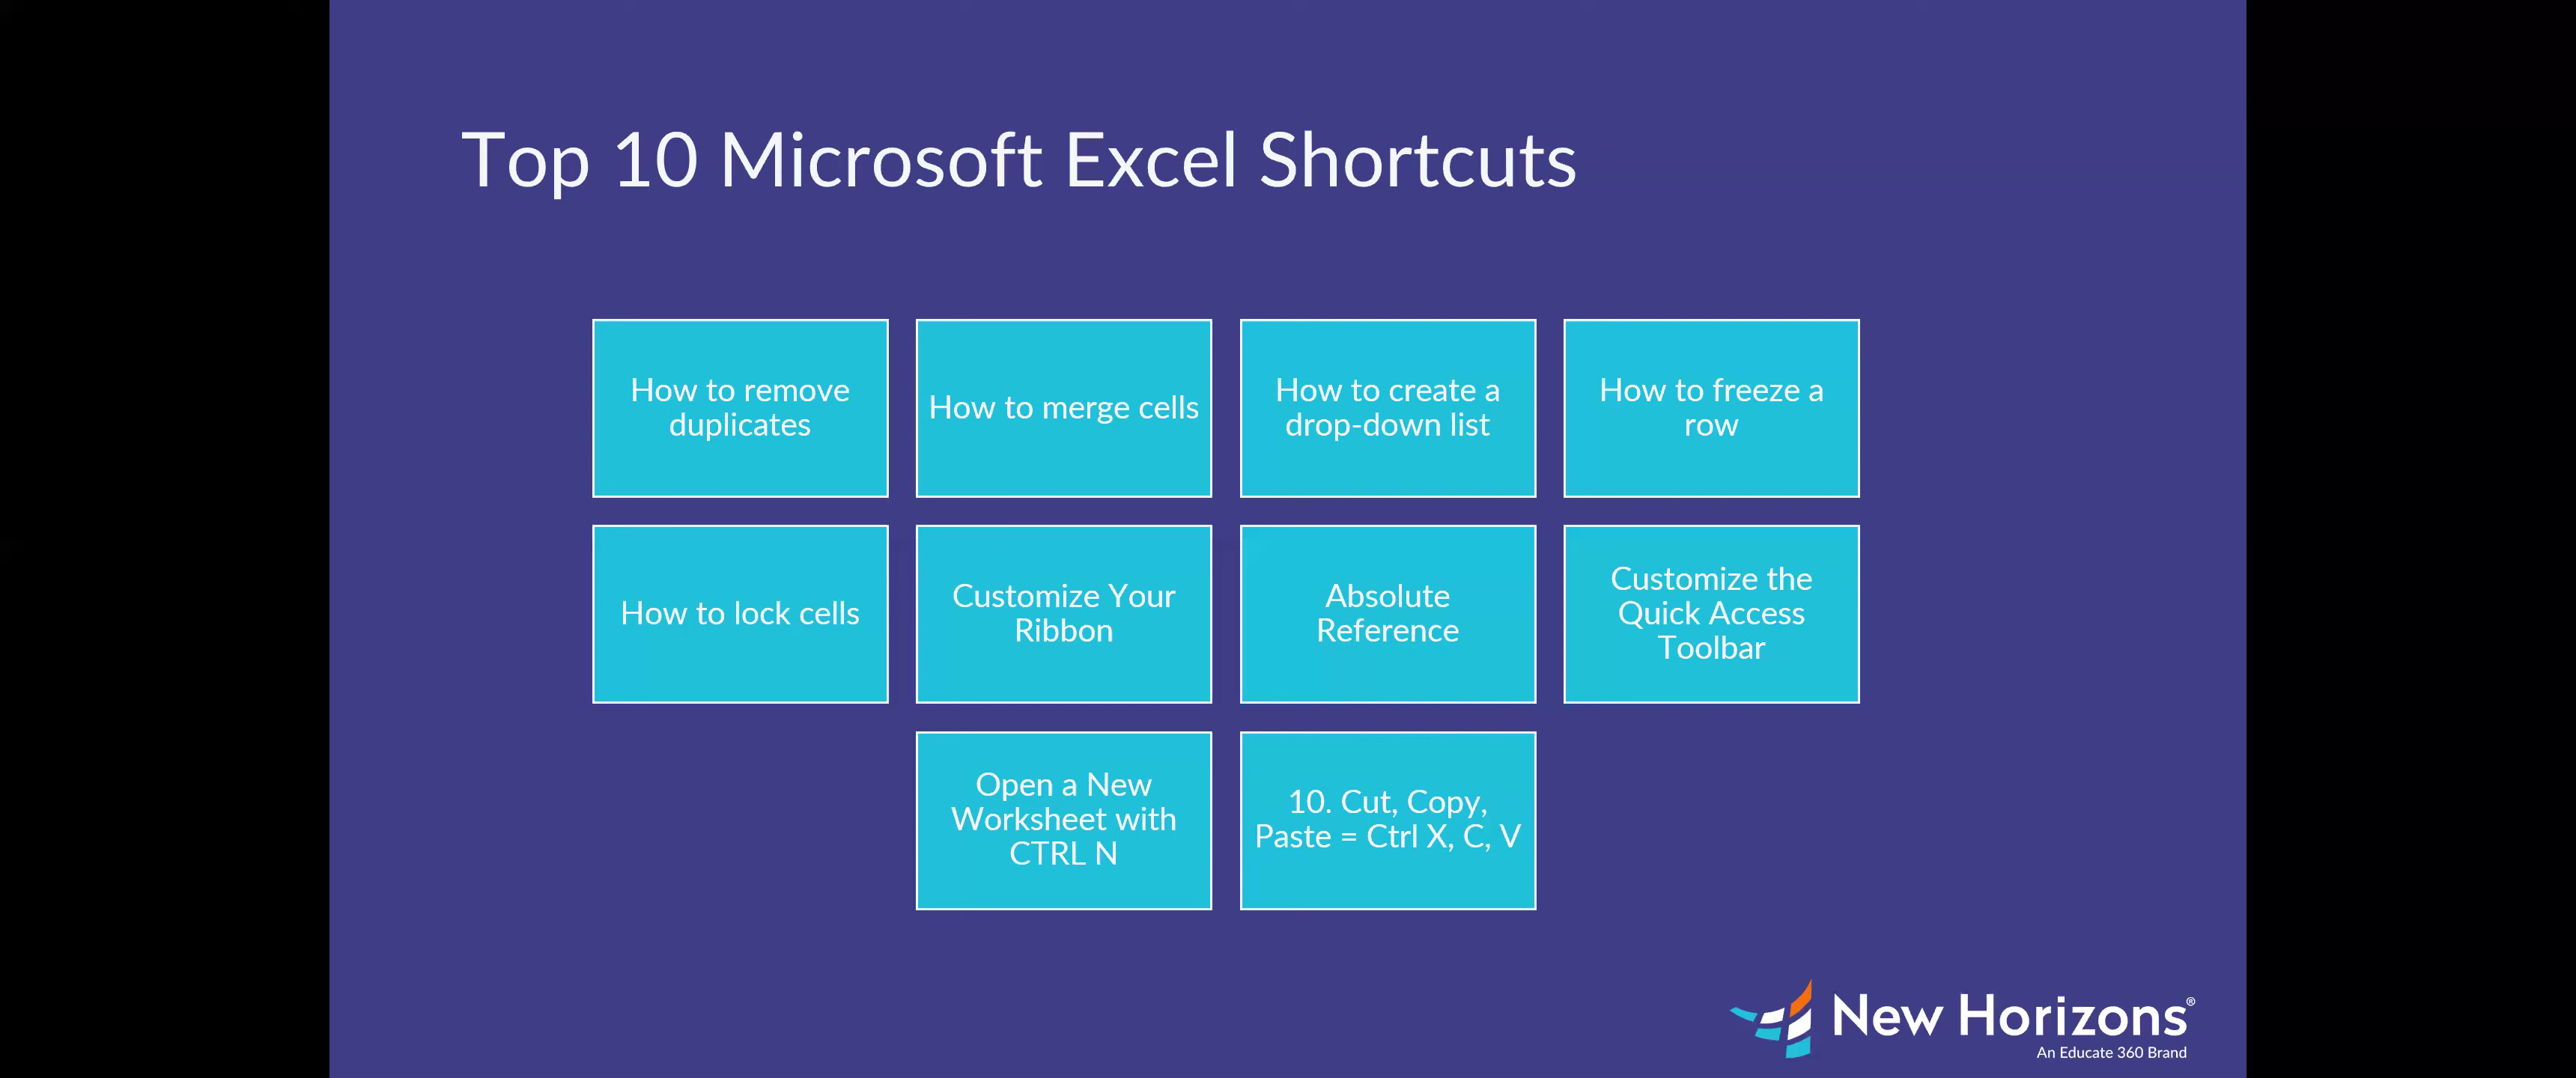 Top 10 Microsoft Excel Shortcuts
How to remove
duplicates
How to merge cells
How to create a
drop-down list
How to freeze a
row
How to lock cells
Customize Your
Ribbon
Absolute
Reference
Customize the
Quick Access
Toolbar
Open a New
Worksheet with
CTRL N
10. Cut, Copy,
Paste = Ctrl X, C, V
New Horizons®
An Educate 360 Brand